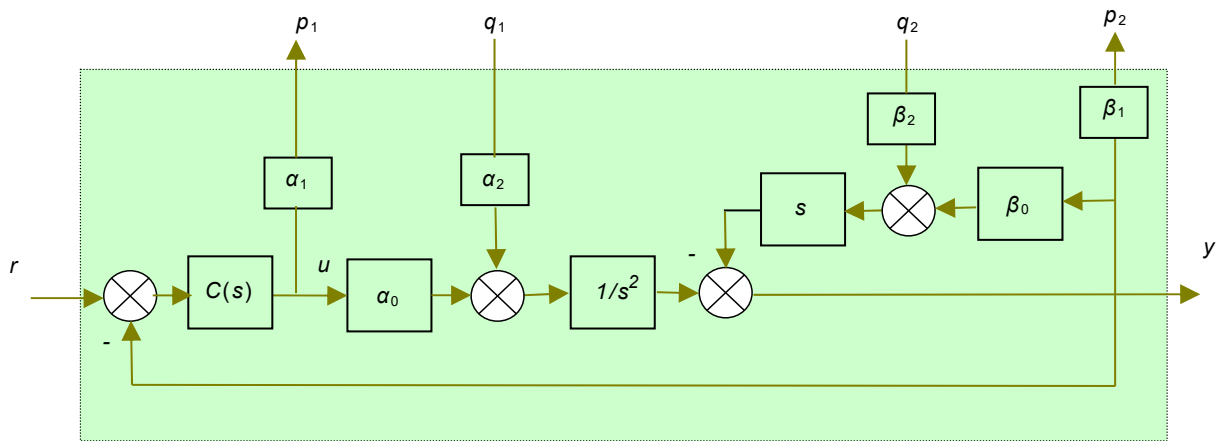 p₁ q₁ q₂ p₂
β₂ β₁
α₁ α₂ s β₀
-
r C(s) u α₀ 1/s² y
-